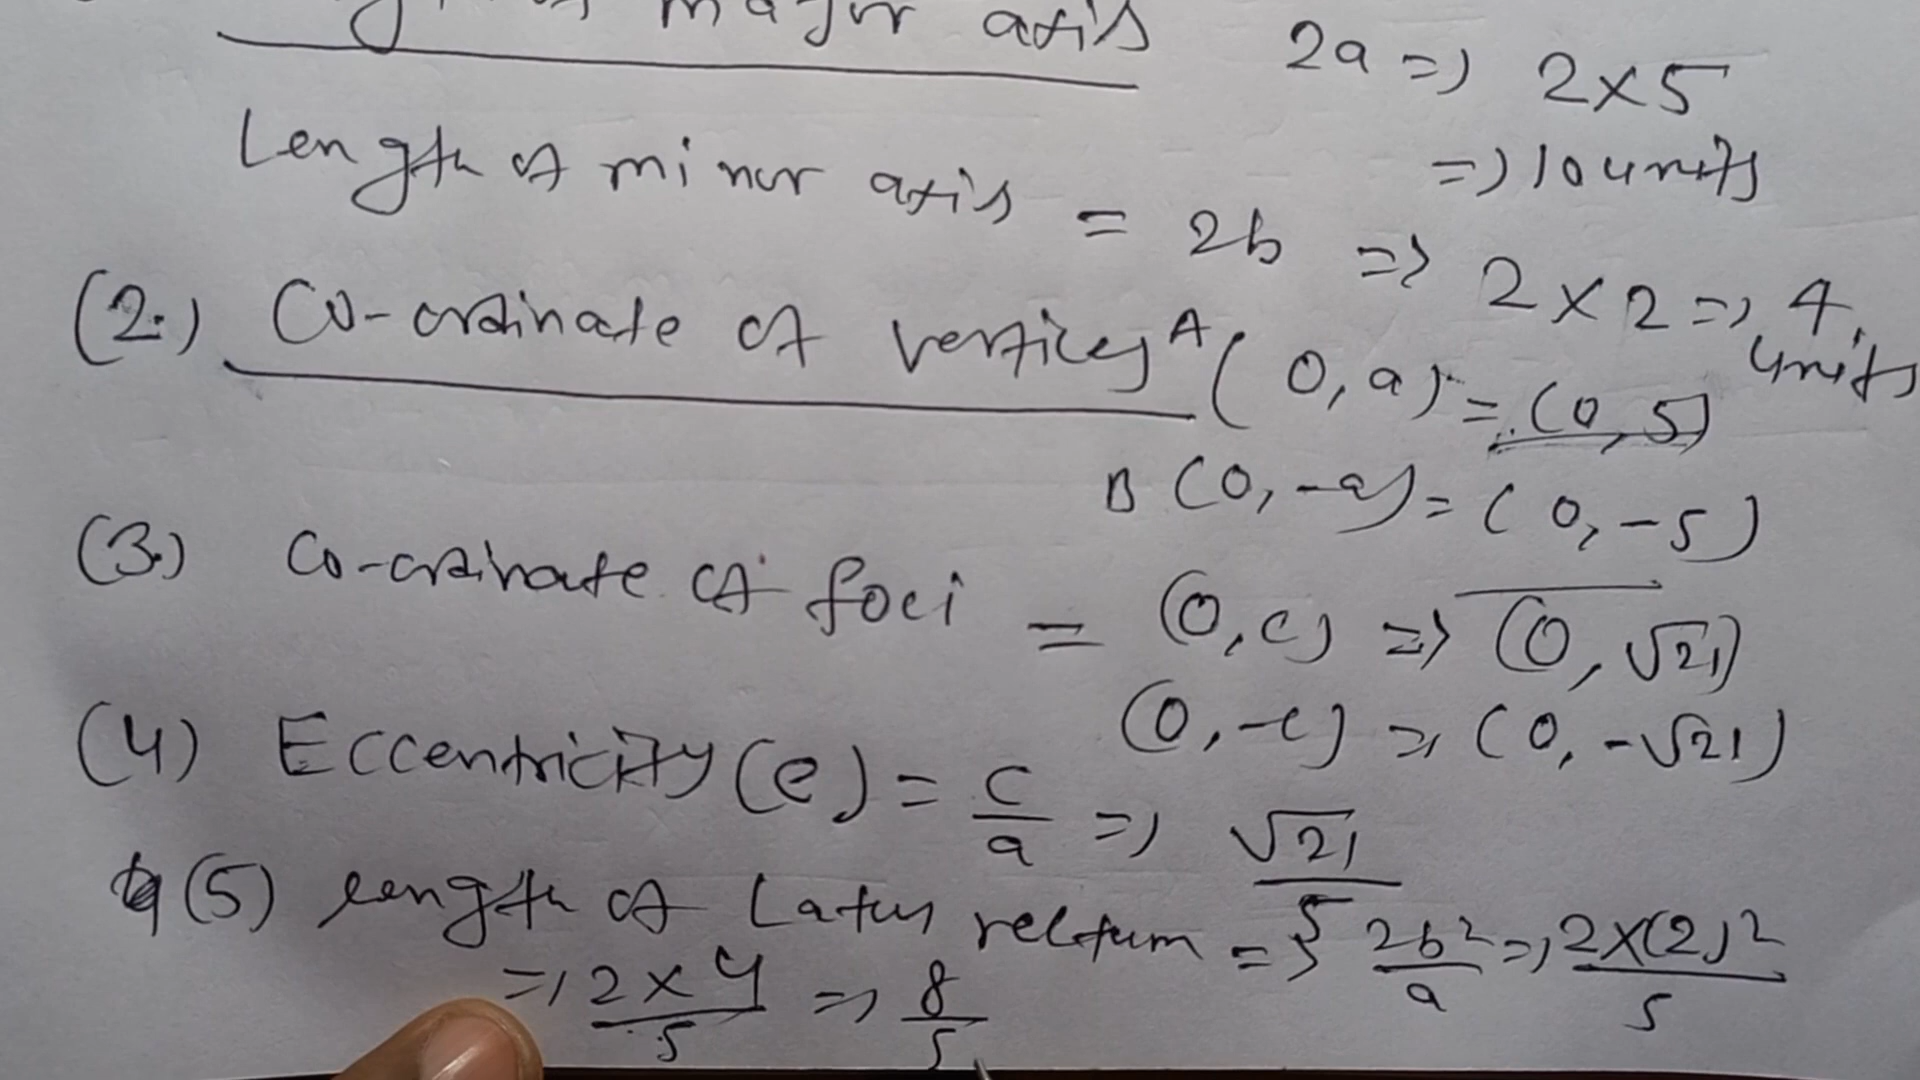 major axis 2a => 2×5
=> 10 units
Length of minor axis = 2b => 2 × 2 => 4 units
(2.) Co-ordinate of vertices A (0, a) = (0, 5)
B (0, -a) = (0, -5)
(3.) Co-ordinate of foci = (0, c) => (0, √21)
(0, -c) => (0, -√21)
(4) Eccentricity (e) = c/a => √21/5
(5) length of Latus rectum => 2b²/a => 2×(2)²/5
=> 2×4/5 => 8/5